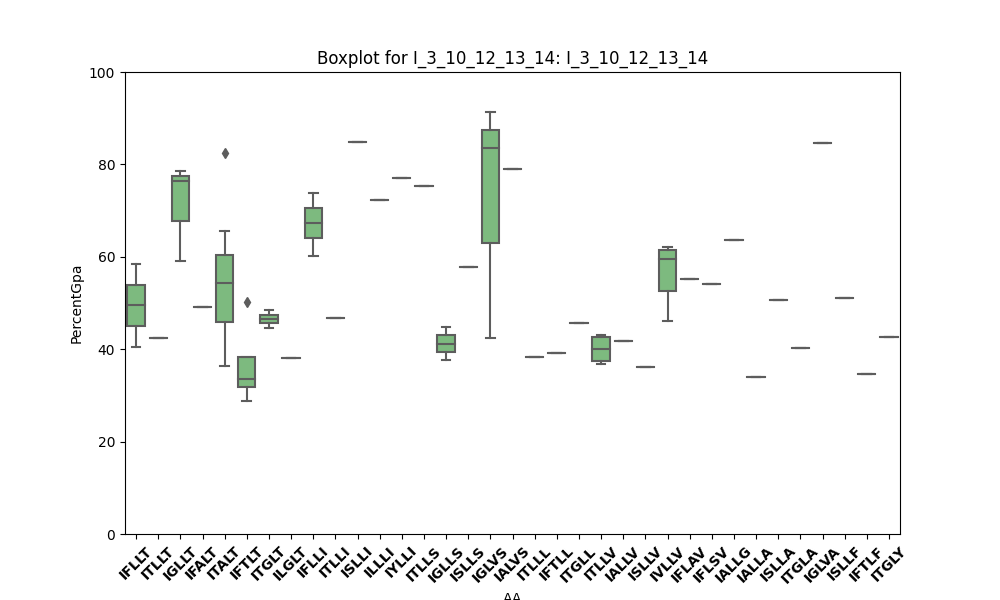 Boxplot for I_3_10_12_13_14: I_3_10_12_13_14
PercentGpa
100
80
60
40
20
0
IFLLT
ITLLT
IGLLT
IFALT
ITALT
IFTLT
ITGLT
ILGLT
IFLLI
ITLLI
ISLLI
ILLLI
IYLLI
ITLLS
IGLLS
ISLLS
IGLVS
IALVS
ITLLL
IFTLL
ITGLL
ITLLV
IALLV
ISLLV
IVLLV
IFLAV
IFLSV
IALLG
IALLA
ISLLA
ITGLA
IGLVA
ISLLF
IFTLF
ITGLY
AA